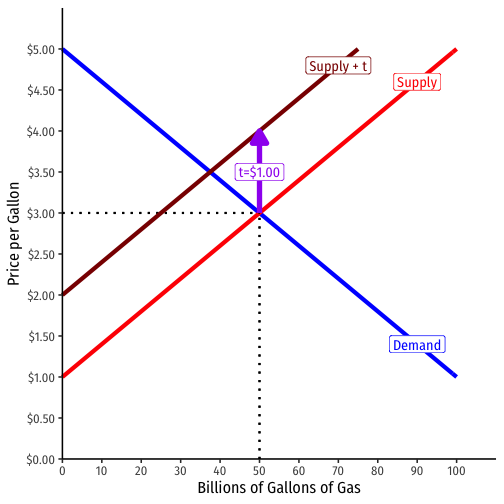 $5.00
$4.50
$4.00
$3.50
$3.00
$2.50
$2.00
$1.50
$1.00
$0.50
$0.00
Price per Gallon
Supply + t
Supply
t=$1.00
Demand
0 10 20 30 40 50 60 70 80 90 100
Billions of Gallons of Gas